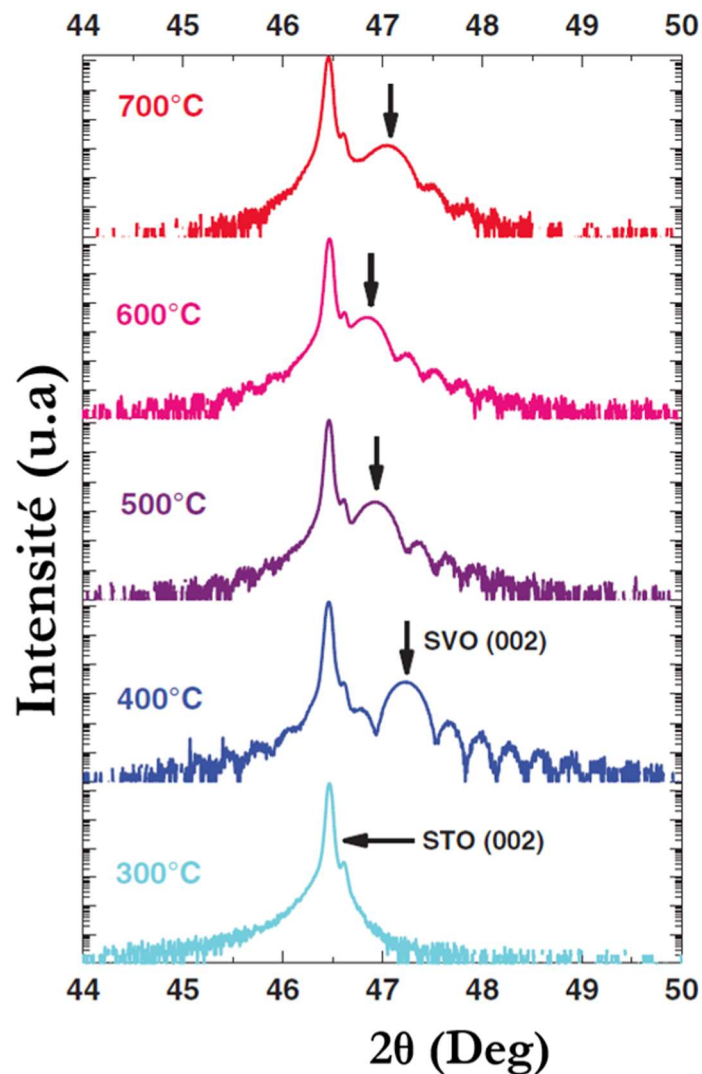 44 45 46 47 48 49 50
700°C
600°C
500°C
SVO (002)
400°C
STO (002)
300°C
44 45 46 47 48 49 50
2θ (Deg)
Intensité (u.a)